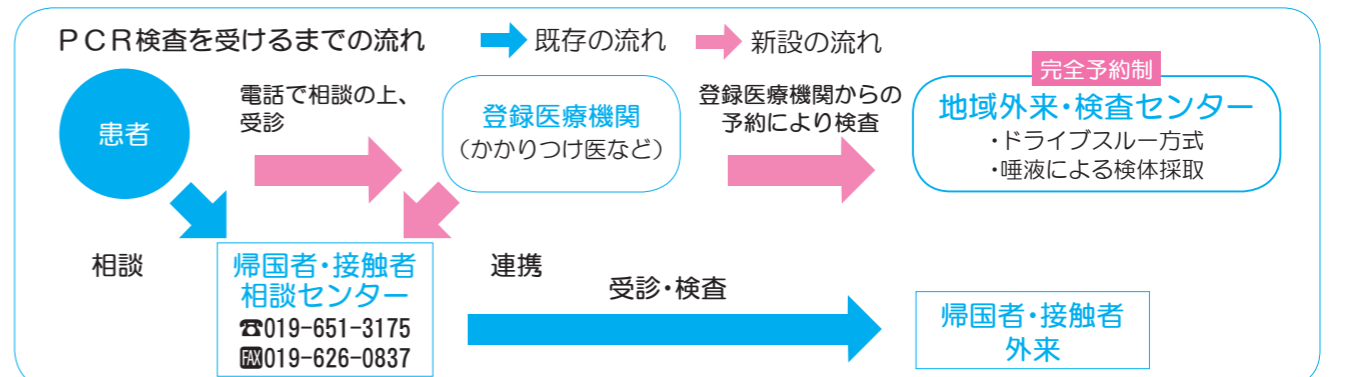 PCR検査を受けるまでの流れ
既存の流れ
新設の流れ
患者
電話で相談の上、
受診
登録医療機関
（かかりつけ医など）
登録医療機関からの
予約により検査
完全予約制
地域外来・検査センター
・ドライブスルー方式
・唾液による検体採取
相談
帰国者・接触者
相談センター
☎019-651-3175
FAX019-626-0837
連携
受診・検査
帰国者・接触者
外来